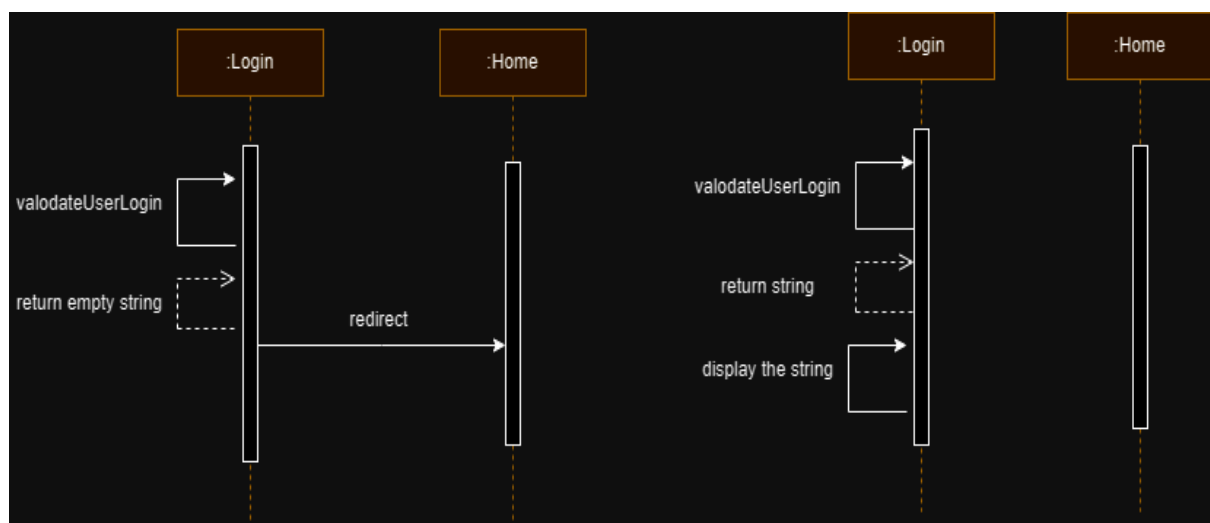 :Login
:Home
valodateUserLogin
return empty string
redirect
:Login
:Home
valodateUserLogin
return string
display the string